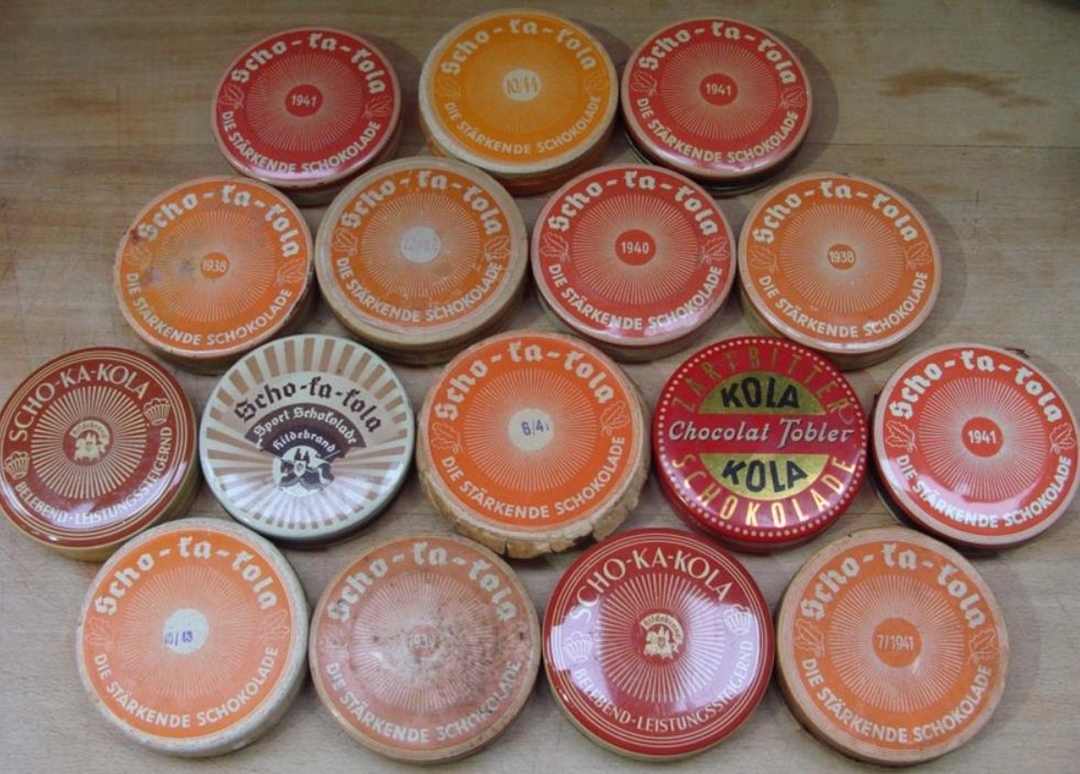 Scho-ka-kola
1941
DIE STÄRKENDE SCHOKOLADE
Scho-ka-kola
10/41
DIE STÄRKENDE SCHOKOLADE
Scho-ka-kola
1941
DIE STÄRKENDE SCHOKOLADE
Scho-ka-kola
1938
DIE STÄRKENDE SCHOKOLADE
Scho-ka-kola
DIE STÄRKENDE SCHOKOLADE
Scho-ka-kola
1940
DIE STÄRKENDE SCHOKOLADE
Scho-ka-kola
1938
DIE STÄRKENDE SCHOKOLADE
SCHO-KA-KOLA
Hildebrand
BELEBEND-LEISTUNGSSTEIGERND
Scho-ka-kola
Sport Schokolade
Hildebrand
Scho-ka-kola
DIE STÄRKENDE SCHOKOLADE
ZARTBITTER
KOLA
Chocolat Tobler
KOLA
SCHOKOLADE
Scho-ka-kola
1941
DIE STÄRKENDE SCHOKOLADE
Scho-ka-kola
DIE STÄRKENDE SCHOKOLADE
Scho-ka-kola
DIE STÄRKENDE SCHOKOLADE
SCHO-KA-KOLA
Hildebrand
BELEBEND-LEISTUNGSSTEIGERND
Scho-ka-kola
7/1941
DIE STÄRKENDE SCHOKOLADE